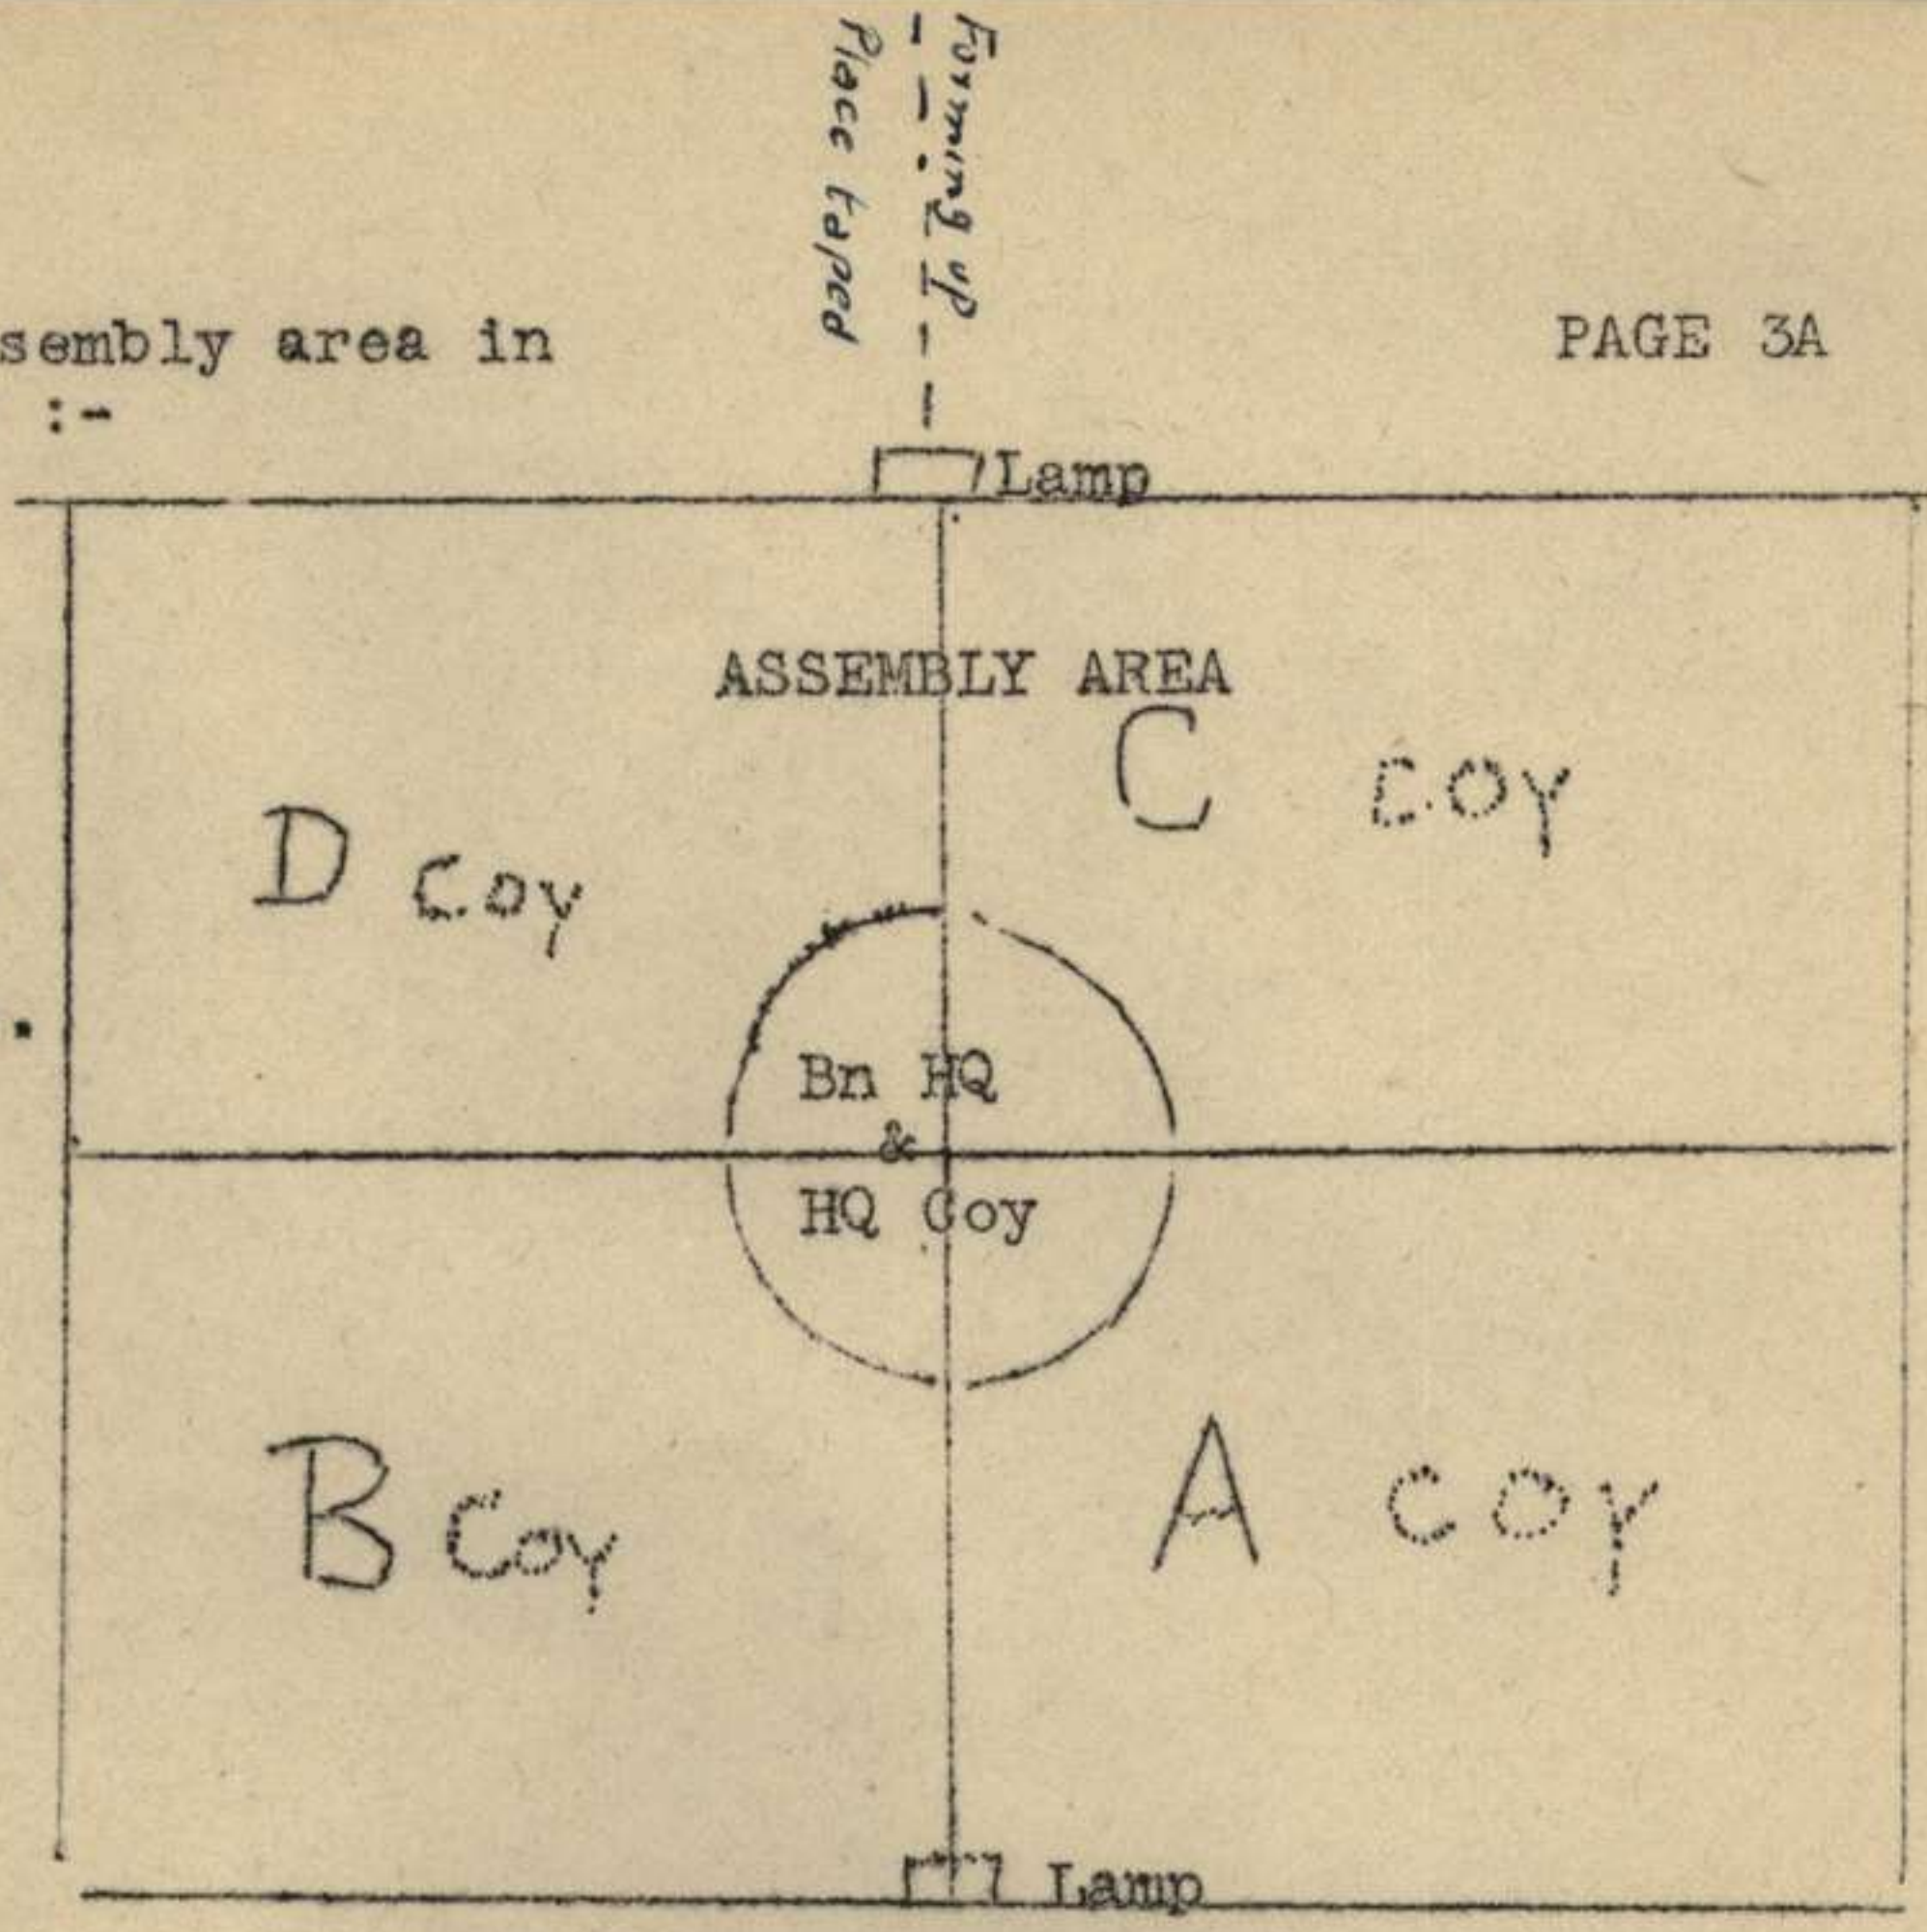 Forming up
Place taped
sembly area in
PAGE 3A
:-
Lamp
ASSEMBLY AREA
C COY
D Coy
Bn HQ
&
HQ Coy
B Coy
A COY
Lamp